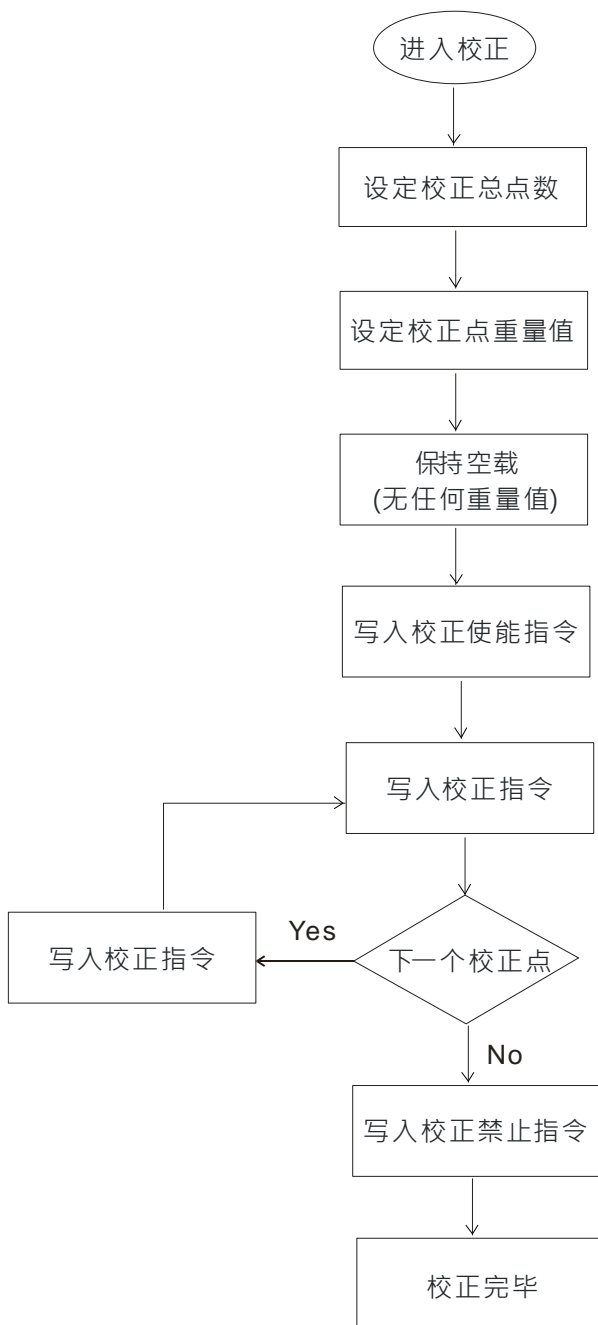 进入校正
设定校正总点数
设定校正点重量值
保持空载
(无任何重量值)
写入校正使能指令
写入校正指令
Yes
写入校正指令
下一个校正点
No
写入校正禁止指令
校正完毕